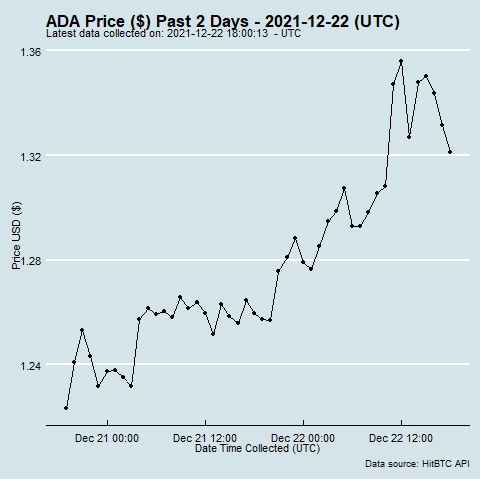 ADA Price ($) Past 2 Days - 2021-12-22 (UTC)
Latest data collected on: 2021-12-22 18:00:13  - UTC
1.36
1.32
1.28
1.24
Price USD ($)
Dec 21 00:00 Dec 21 12:00 Dec 22 00:00 Dec 22 12:00
Date Time Collected (UTC)
Data source: HitBTC API